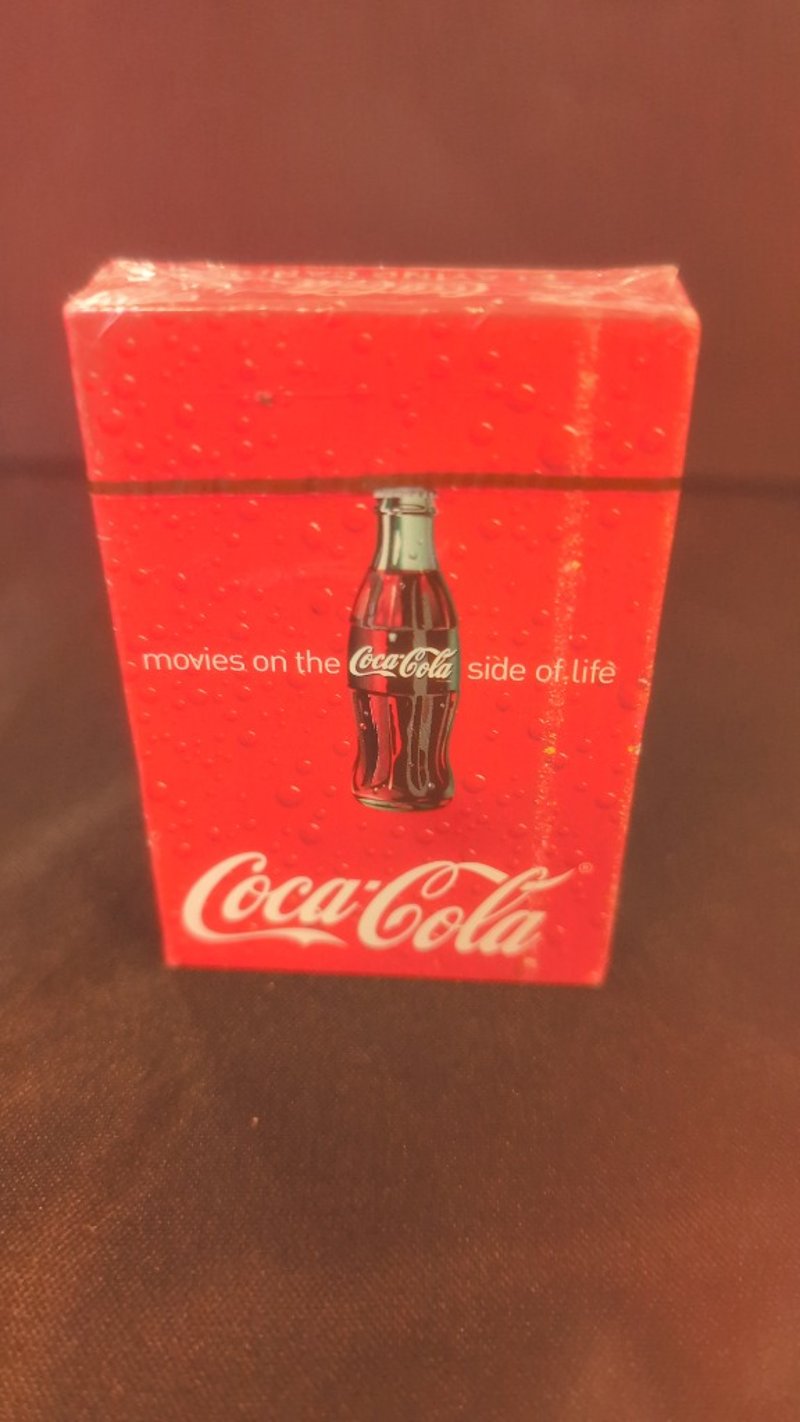 movies on the Coca-Cola side of life
Coca-Cola®